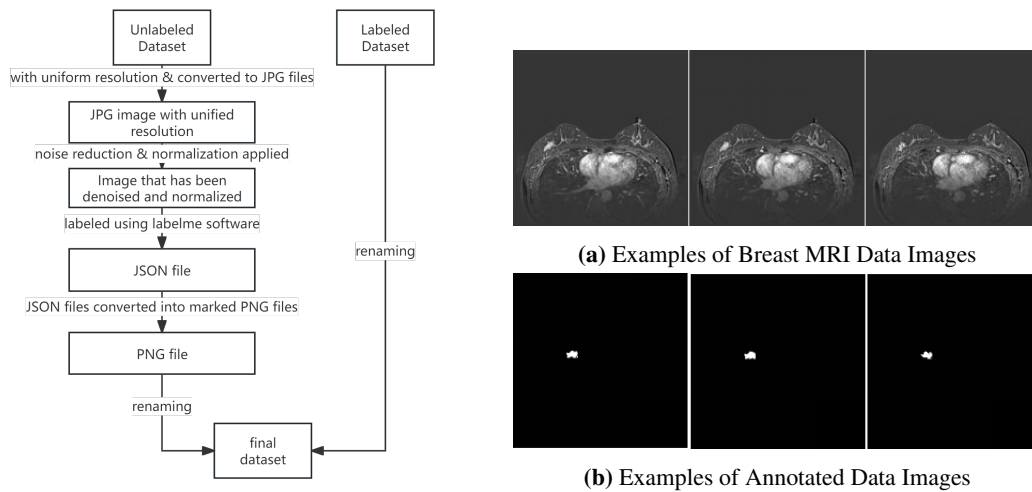 Unlabeled
Dataset
Labeled
Dataset
with uniform resolution & converted to JPG files
JPG image with unified
resolution
noise reduction & normalization applied
Image that has been
denoised and normalized
labeled using labelme software
renaming
JSON file
JSON files converted into marked PNG files
PNG file
renaming
final
dataset
(a) Examples of Breast MRI Data Images
(b) Examples of Annotated Data Images